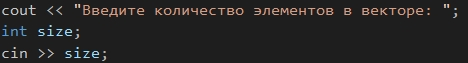 cout << "Введите количество элементов в векторе: ";
int size;
cin >> size;